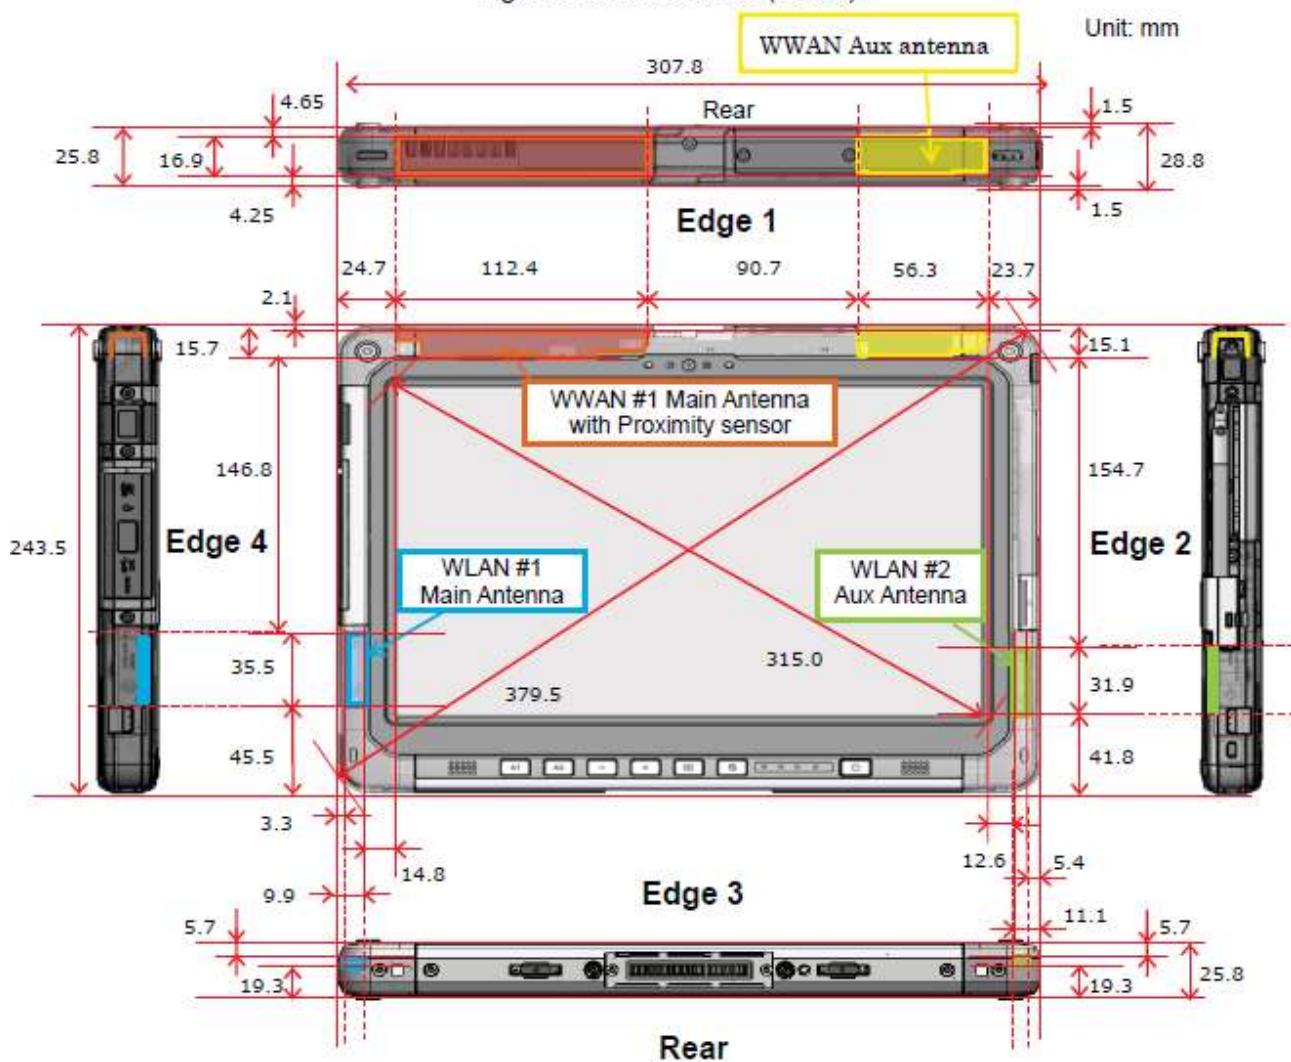 Unit: mm
WWAN Aux antenna
307.8
4.65
Rear
1.5
25.8
16.9
28.8
4.25
Edge 1
1.5
24.7
112.4
90.7
56.3
23.7
2.1
15.7
15.1
WWAN #1 Main Antenna
with Proximity sensor
146.8
154.7
243.5
Edge 4
Edge 2
WLAN #1
Main Antenna
WLAN #2
Aux Antenna
35.5
315.0
31.9
379.5
45.5
41.8
3.3
14.8
12.6
5.4
9.9
Edge 3
11.1
5.7
5.7
25.8
19.3
19.3
Rear